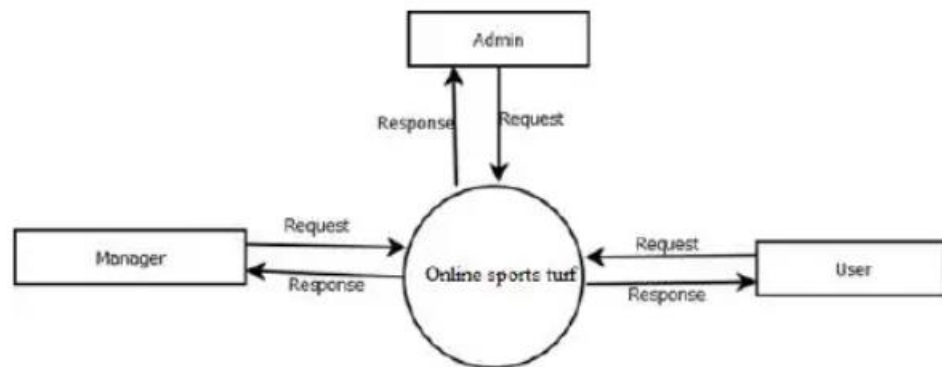 Admin
Response
Request
Request
Manager
Response
Online sports turf
Request
User
Response